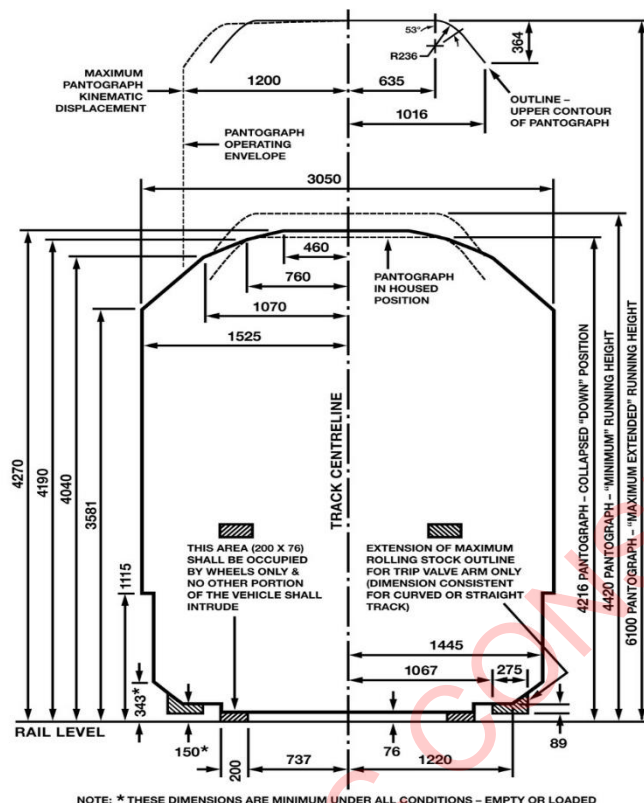 53°
R236
364
MAXIMUM
PANTOGRAPH
KINEMATIC
DISPLACEMENT
1200
635
1016
OUTLINE –
UPPER CONTOUR
OF PANTOGRAPH
PANTOGRAPH
OPERATING
ENVELOPE
3050
460
760
PANTOGRAPH
IN HOUSED
POSITION
1070
1525
4270
4190
4040
3581
1115
TRACK CENTRELINE
4216 PANTOGRAPH – COLLAPSED "DOWN" POSITION
4420 PANTOGRAPH – "MINIMUM" RUNNING HEIGHT
6100 PANTOGRAPH – "MAXIMUM EXTENDED" RUNNING HEIGHT
THIS AREA (200 X 76)
SHALL BE OCCUPIED
BY WHEELS ONLY &
NO OTHER PORTION
OF THE VEHICLE SHALL
INTRUDE
EXTENSION OF MAXIMUM
ROLLING STOCK OUTLINE
FOR TRIP VALVE ARM ONLY
(DIMENSION CONSISTENT
FOR CURVED OR STRAIGHT
TRACK)
1445
1067
275
343*
RAIL LEVEL
150*
200
737
76
1220
89
NOTE: * THESE DIMENSIONS ARE MINIMUM UNDER ALL CONDITIONS – EMPTY OR LOADED
C CONS